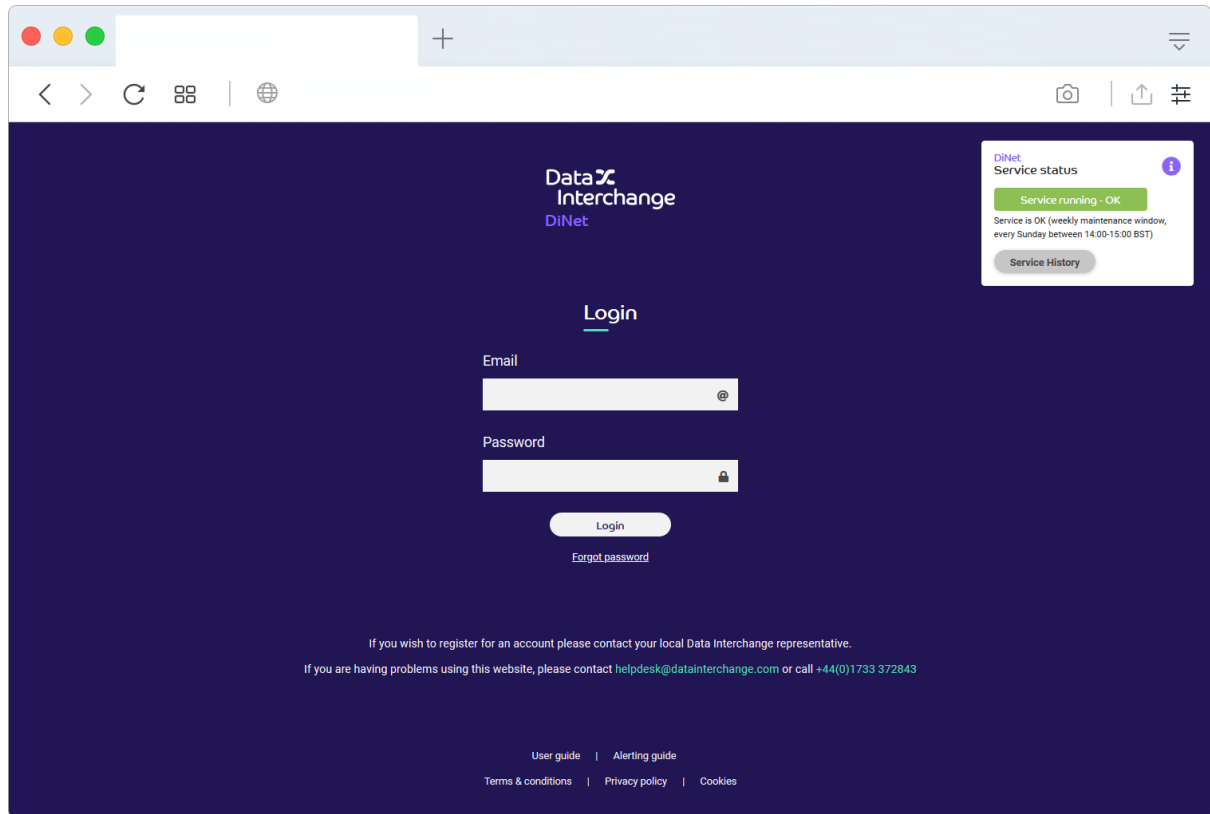 Data Interchange
DiNet
DiNet
Service status
Service running - OK
Service is OK (weekly maintenance window,
every Sunday between 14:00-15:00 BST)
Service History
Login
Email
@
Password
Login
Forgot password
If you wish to register for an account please contact your local Data Interchange representative.
If you are having problems using this website, please contact helpdesk@datainterchange.com or call +44(0)1733 372843
User guide | Alerting guide
Terms & conditions | Privacy policy | Cookies